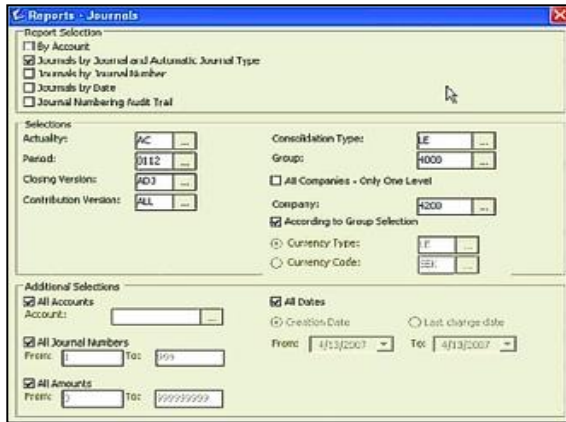 Reports - Journals
Report Selection
By Account
Journals by Journal and Automatic Journal Type
Journals by Journal Number
Journals by Date
Journal Numbering Audit Trail
Selections
Actuality: AC ... Consolidation Type: LE ...
Period: 0112 ... Group: 4000 ...
Closing Version: AD3 ... All Companies - Only One Level
Contribution Version: ALL ... Company: 4200 ...
According to Group Selection
Currency Type: LE ...
Currency Code: SEK ...
Additional Selections
All Accounts All Dates
Account: ... Creation Date Last change date
All Journal Numbers
From: 1 To: 999 From: 4/13/2007 To: 4/13/2007
All Amounts
From: 0 To: 999999999